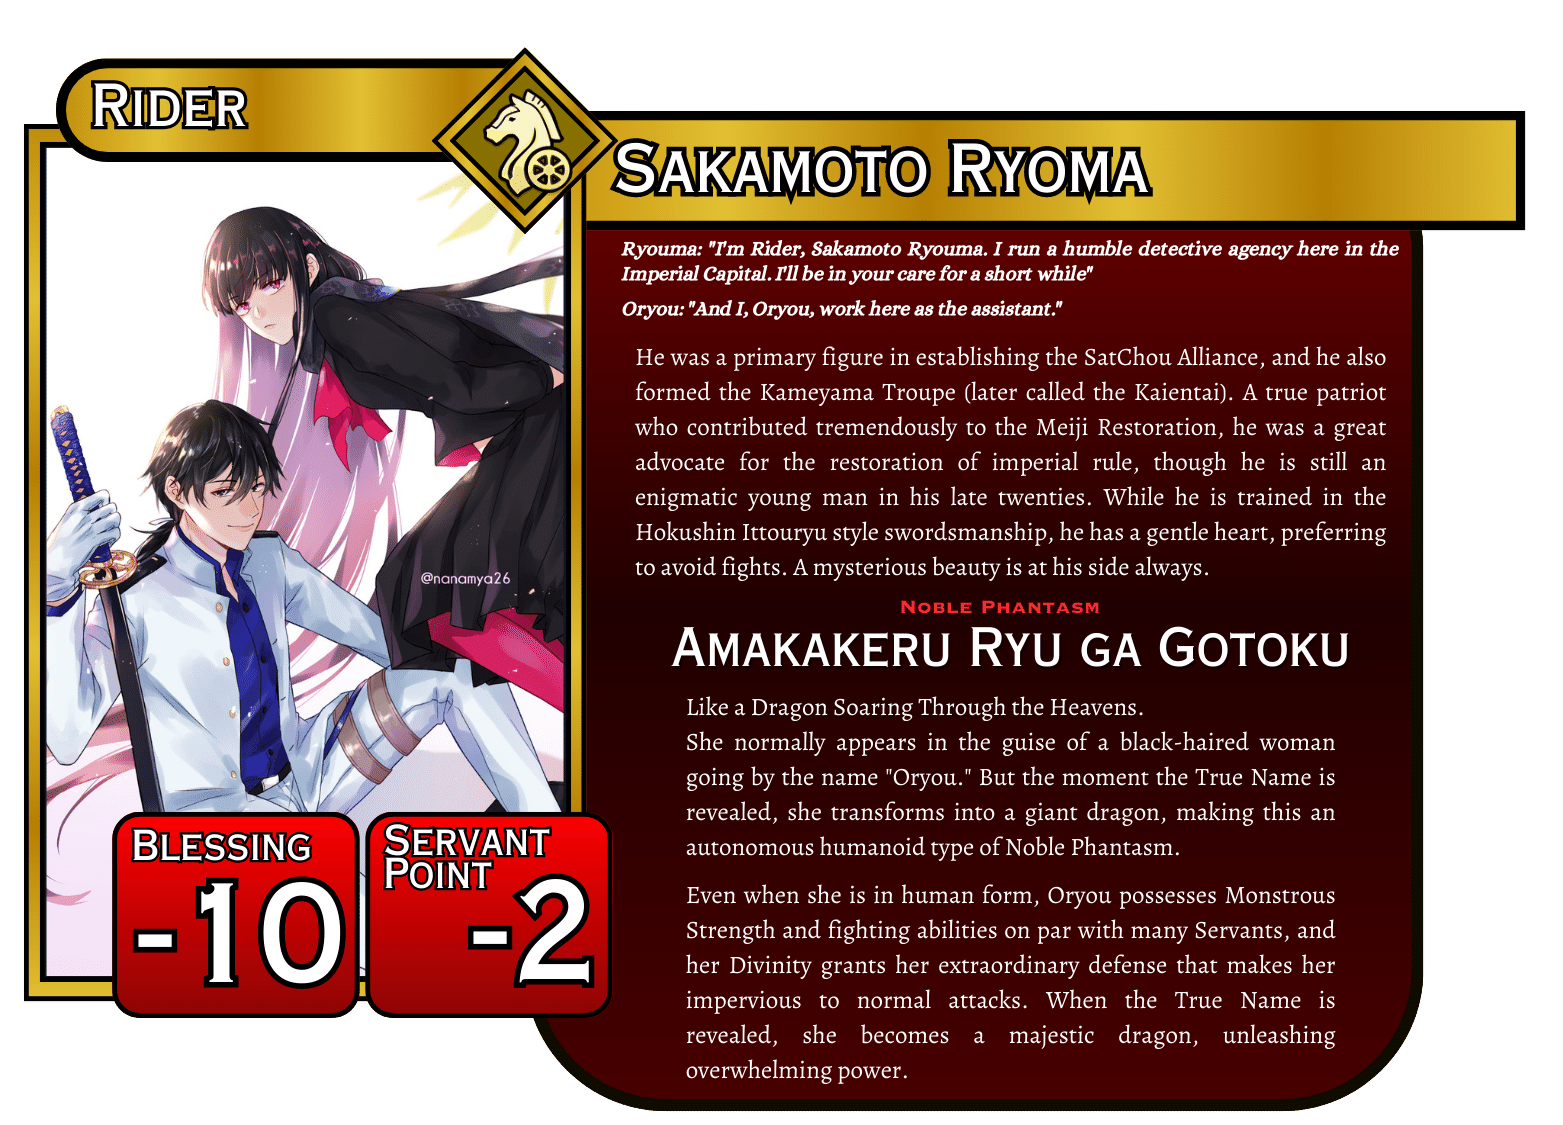 Rider
Sakamoto Ryoma
Ryouma: "I'm Rider, Sakamoto Ryouma. I run a humble detective agency here in the
Imperial Capital. I'll be in your care for a short while"
Oryou: "And I, Oryou, work here as the assistant."
He was a primary figure in establishing the SatChou Alliance, and he also
formed the Kameyama Troupe (later called the Kaientai). A true patriot
who contributed tremendously to the Meiji Restoration, he was a great
advocate for the restoration of imperial rule, though he is still an
enigmatic young man in his late twenties. While he is trained in the
Hokushin Ittouryu style swordsmanship, he has a gentle heart, preferring
to avoid fights. A mysterious beauty is at his side always.
Noble Phantasm
Amakakeru Ryu ga Gotoku
Like a Dragon Soaring Through the Heavens.
She normally appears in the guise of a black-haired woman
going by the name "Oryou." But the moment the True Name is
revealed, she transforms into a giant dragon, making this an
autonomous humanoid type of Noble Phantasm.
Even when she is in human form, Oryou possesses Monstrous
Strength and fighting abilities on par with many Servants, and
her Divinity grants her extraordinary defense that makes her
impervious to normal attacks. When the True Name is
revealed, she becomes a majestic dragon, unleashing
overwhelming power.
@nanamya26
Blessing
-10
Servant
Point
-2